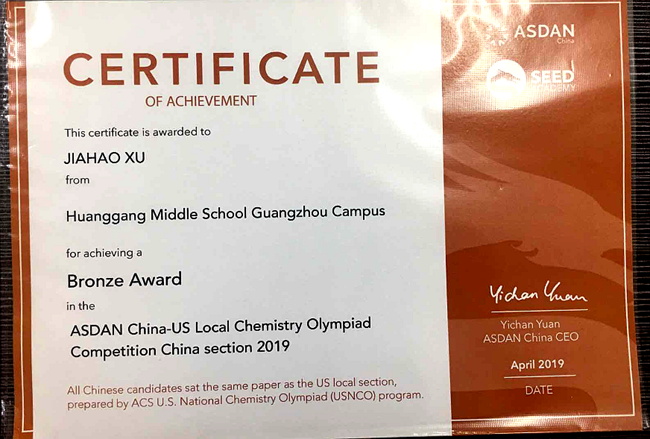 CERTIFICATE
OF ACHIEVEMENT
This certificate is awarded to
JIAHAO XU
from
Huanggang Middle School Guangzhou Campus
for achieving a
Bronze Award
in the
ASDAN China-US Local Chemistry Olympiad
Competition China section 2019
All Chinese candidates sat the same paper as the US local section,
prepared by ACS U.S. National Chemistry Olympiad (USNCO) program.
ASDAN
China
SEED
Yichan Yuan
Yichan Yuan
ASDAN China CEO
April 2019
DATE